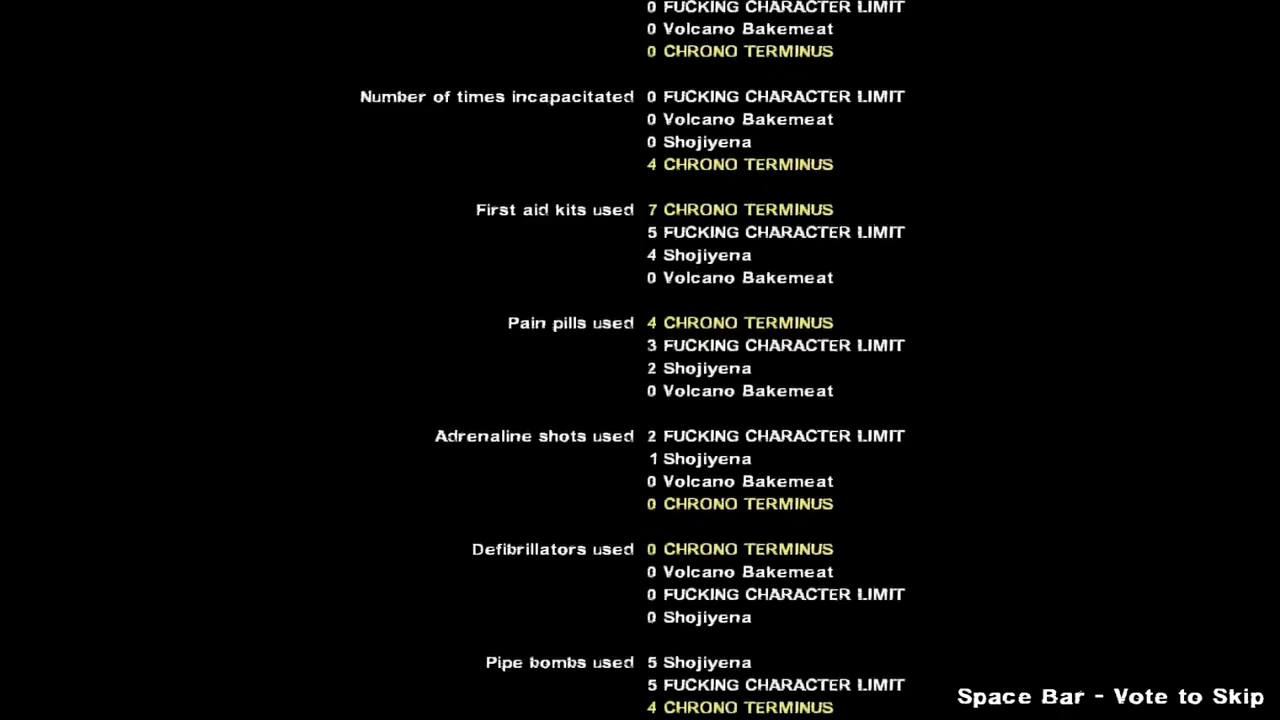 0 FUCKING CHARACTER LIMIT
0 Volcano Bakemeat
0 CHRONO TERMINUS
Number of times incapacitated 0 FUCKING CHARACTER LIMIT
0 Volcano Bakemeat
0 Shojiyena
4 CHRONO TERMINUS
First aid kits used 7 CHRONO TERMINUS
5 FUCKING CHARACTER LIMIT
4 Shojiyena
0 Volcano Bakemeat
Pain pills used 4 CHRONO TERMINUS
3 FUCKING CHARACTER LIMIT
2 Shojiyena
0 Volcano Bakemeat
Adrenaline shots used 2 FUCKING CHARACTER LIMIT
1 Shojiyena
0 Volcano Bakemeat
0 CHRONO TERMINUS
Defibrillators used 0 CHRONO TERMINUS
0 Volcano Bakemeat
0 FUCKING CHARACTER LIMIT
0 Shojiyena
Pipe bombs used 5 Shojiyena
5 FUCKING CHARACTER LIMIT
4 CHRONO TERMINUS
Space Bar - Vote to Skip